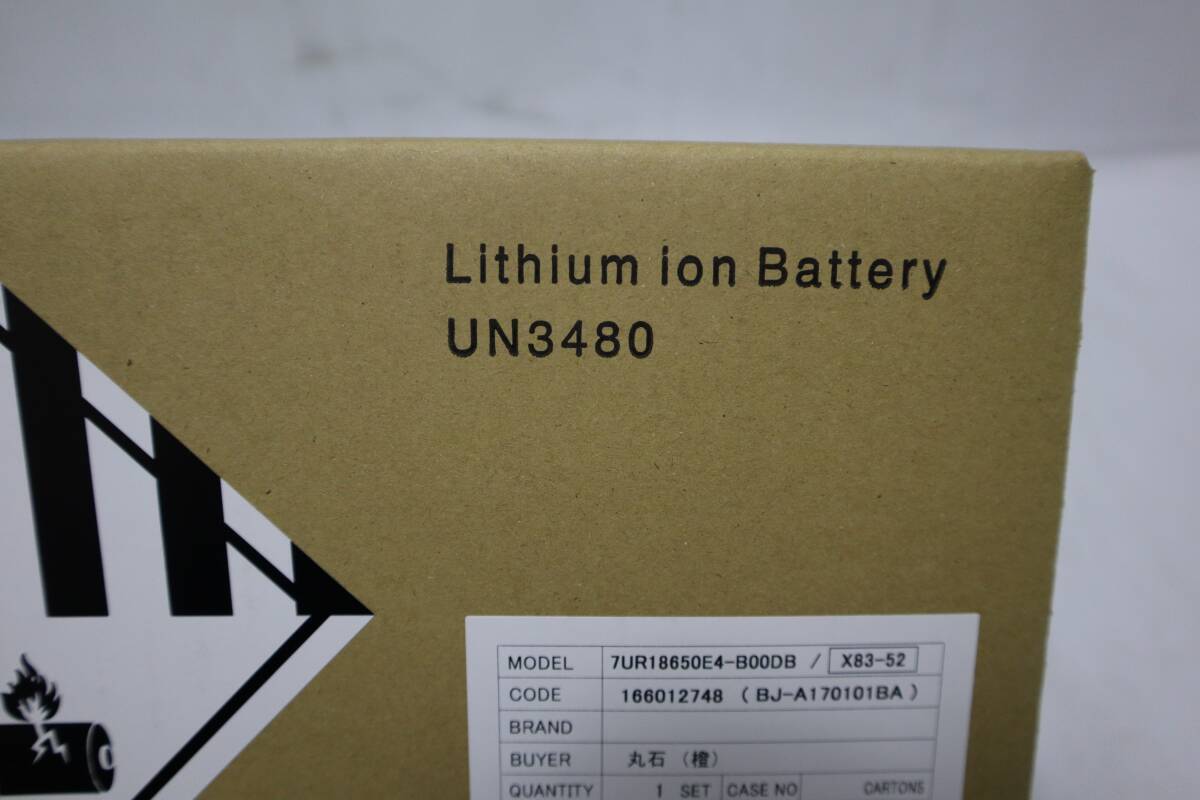 Lithium ion Battery
UN3480
MODEL 7UR18650E4-B00DB / X83-52
CODE 166012748 ( BJ-A170101BA )
BRAND
BUYER 丸石 (橙)
QUANTITY 1 SET CASE NO CARTONS